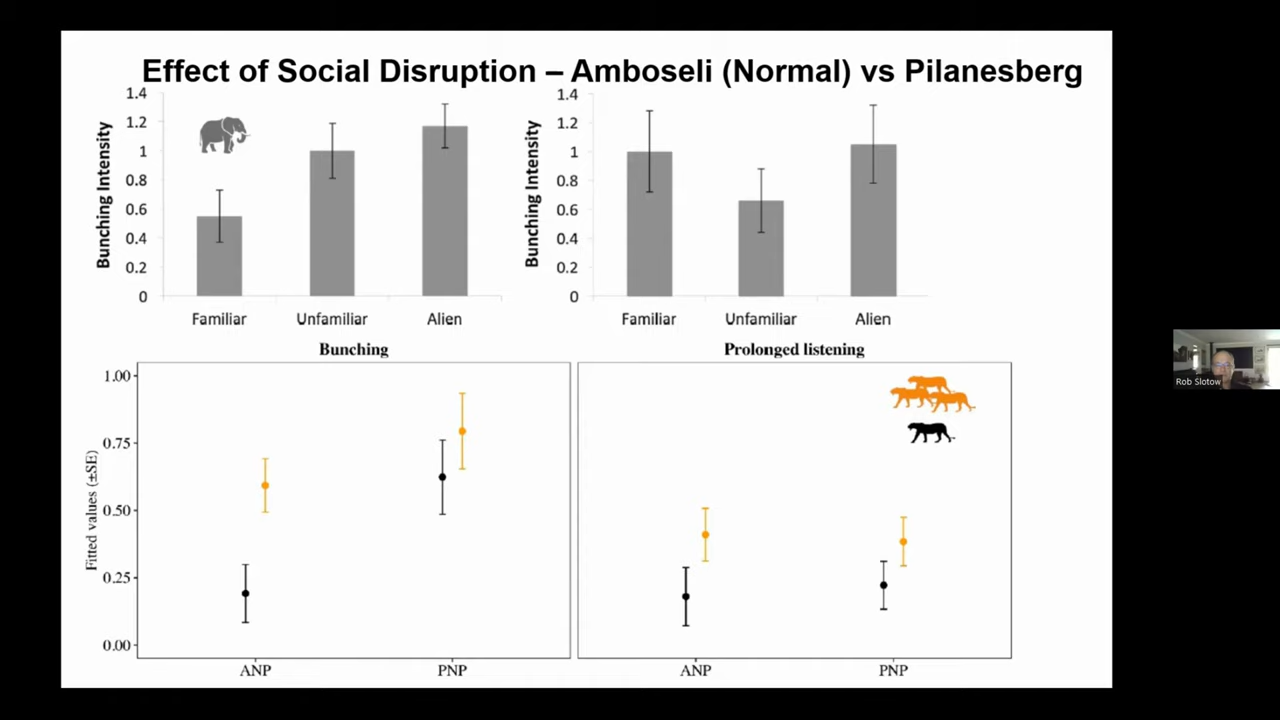 Effect of Social Disruption – Amboseli (Normal) vs Pilanesberg
Bunching Intensity
1.4
1.2
1
0.8
0.6
0.4
0.2
0
Familiar Unfamiliar Alien
Bunching Intensity
1.4
1.2
1
0.8
0.6
0.4
0.2
0
Familiar Unfamiliar Alien
Bunching
Prolonged listening
Fitted values (±SE)
1.00
0.75
0.50
0.25
0.00
ANP PNP
ANP PNP
Rob Slotow